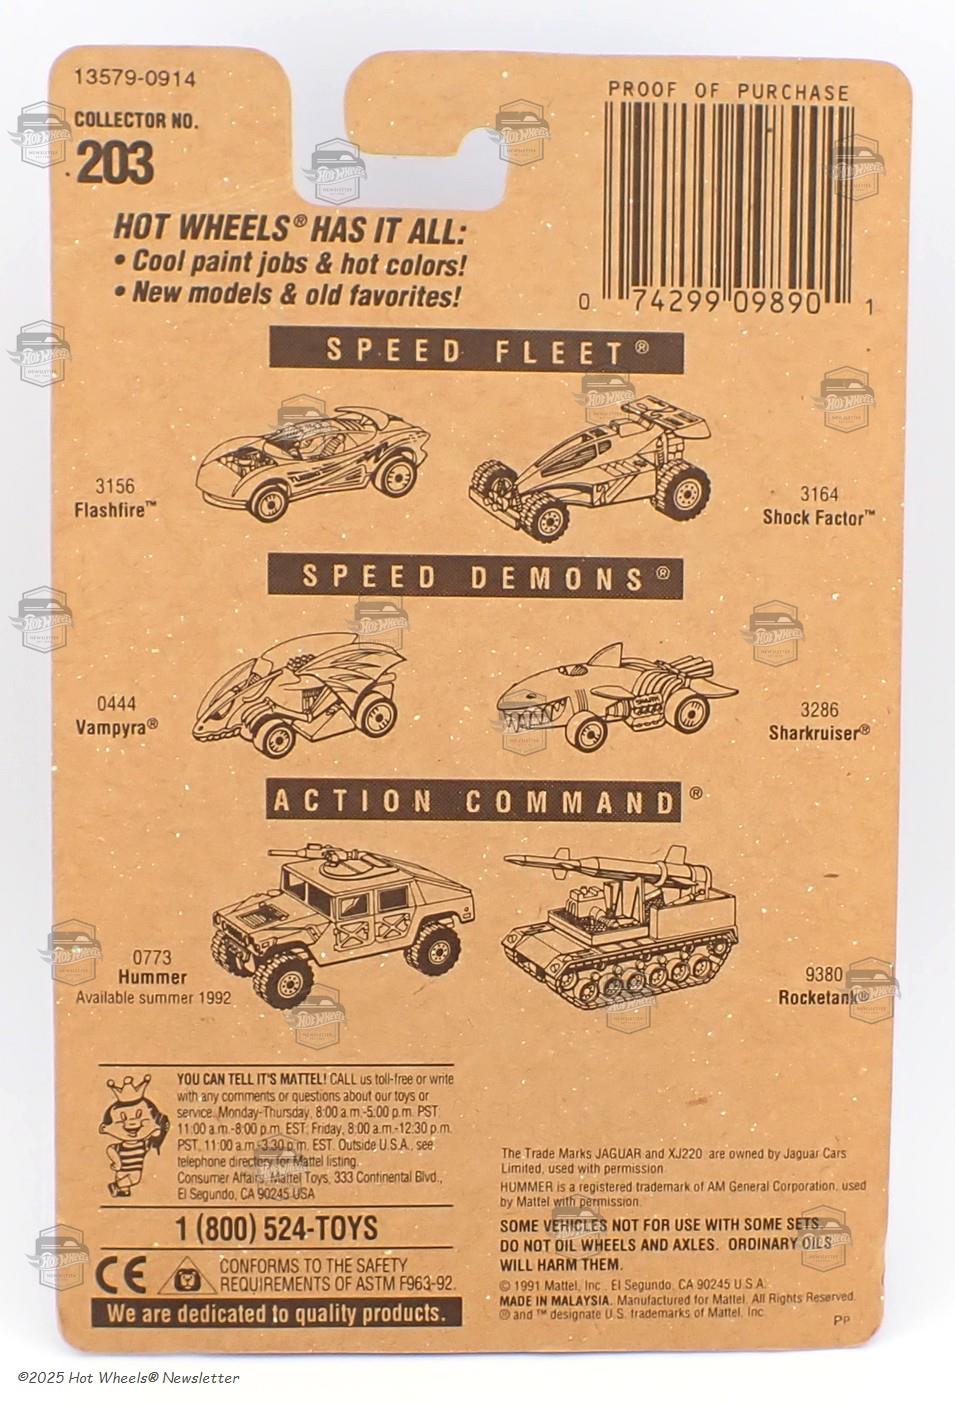 13579-0914
COLLECTOR NO.
203
PROOF OF PURCHASE
0 74299 09890 1
HOT WHEELS® HAS IT ALL:
• Cool paint jobs & hot colors!
• New models & old favorites!
SPEED FLEET®
3156
Flashfire™
3164
Shock Factor™
SPEED DEMONS®
0444
Vampyra®
3286
Sharkruiser®
ACTION COMMAND®
0773
Hummer
Available summer 1992
9380
Rocketank®
YOU CAN TELL IT'S MATTEL! CALL us toll-free or write
with any comments or questions about our toys or
service. Monday-Thursday, 8:00 a.m.-5:00 p.m. PST
11:00 a.m.-8:00 p.m. EST; Friday, 8:00 a.m.-12:30 p.m.
PST, 11:00 a.m.-3:30 p.m. EST. Outside U.S.A., see
telephone directory for Mattel listing.
Consumer Affairs, Mattel Toys, 333 Continental Blvd.,
El Segundo, CA 90245 USA
1 (800) 524-TOYS
CE CONFORMS TO THE SAFETY
REQUIREMENTS OF ASTM F963-92.
We are dedicated to quality products.
The Trade Marks JAGUAR and XJ220 are owned by Jaguar Cars
Limited, used with permission
HUMMER is a registered trademark of AM General Corporation, used
by Mattel with permission.
SOME VEHICLES NOT FOR USE WITH SOME SETS.
DO NOT OIL WHEELS AND AXLES. ORDINARY OILS
WILL HARM THEM.
© 1991 Mattel, Inc. El Segundo, CA 90245 U.S.A.
MADE IN MALAYSIA. Manufactured for Mattel. All Rights Reserved.
® and ™ designate U.S. trademarks of Mattel, Inc.
PP
©2025 Hot Wheels® Newsletter